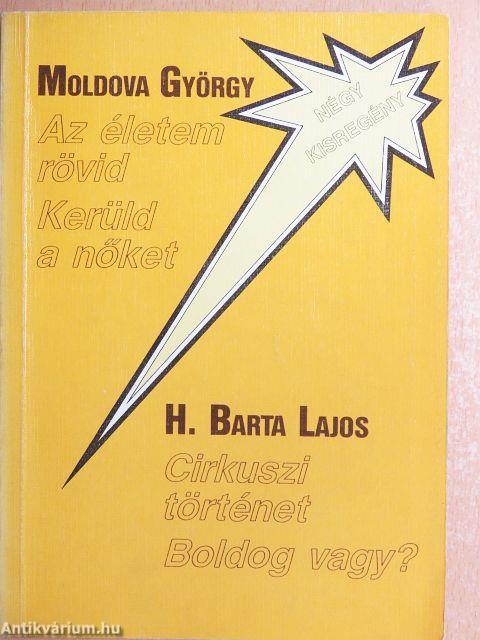 MOLDOVA GYÖRGY
Az életem
rövid
Kerüld
a nőket
NÉGY
KISREGÉNY
H. BARTA LAJOS
Cirkuszi
történet
Boldog vagy?
Antikvárium.hu